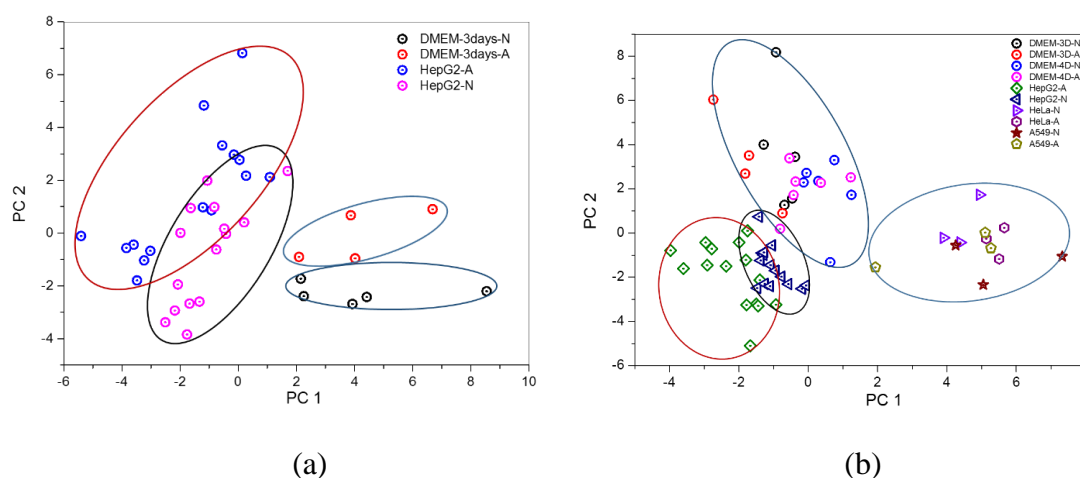 8
6
4
2
0
-2
-4
-6
-4
-2
0
2
4
6
8
10
PC 2
PC 1
DMEM-3days-N
DMEM-3days-A
HepG2-A
HepG2-N
(a)
8
6
4
2
0
-2
-4
-6
-4
-2
0
2
4
6
PC 2
PC 1
DMEM-3D-N
DMEM-3D-A
DMEM-4D-N
DMEM-4D-A
HepG2-A
HepG2-N
HeLa-N
HeLa-A
A549-N
A549-A
(b)